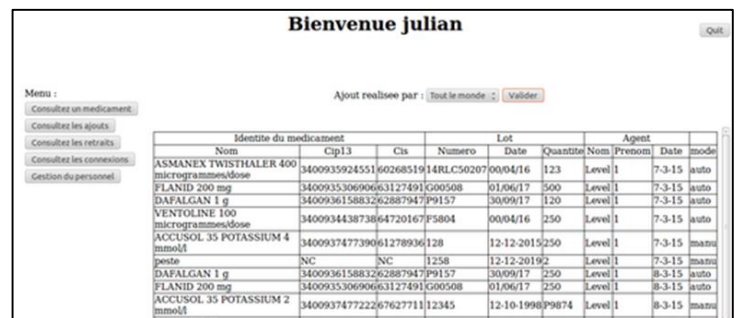 Bienvenue julian
Quit
Menu :
Consultez un medicament
Consultez les ajouts
Consultez les retraits
Consultez les connexions
Gestion du personnel
Ajout realisee par : Tout le monde Valider
Identite du medicament Lot Agent
Nom Cip13 Cis Numero Date Quantite Nom Prenom Date mode
ASMANEX TWISTHALER 400
microgrammes/dose 3400935924551 60268519 14RLC50207 00/04/16 123 Level 1 7-3-15 auto
FLANID 200 mg 3400935306906 63127491 G00508 01/06/17 500 Level 1 7-3-15 auto
DAFALGAN 1 g 3400936158832 62887947 P9157 30/09/17 120 Level 1 7-3-15 auto
VENTOLINE 100
microgrammes/dose 3400934438738 64720167 F5804 00/04/16 250 Level 1 7-3-15 auto
ACCUSOL 35 POTASSIUM 4
mmol/l 3400937477390 61278936 128 12-12-2015 250 Level 1 7-3-15 manu
peste NC NC 1258 12-12-2019 2 Level 1 7-3-15 manu
DAFALGAN 1 g 3400936158832 62887947 P9157 30/09/17 250 Level 1 8-3-15 auto
FLANID 200 mg 3400935306906 63127491 G00508 01/06/17 250 Level 1 8-3-15 auto
ACCUSOL 35 POTASSIUM 2
mmol/l 3400937477222 67627711 12345 12-10-1998 P9874 Level 1 8-3-15 manu